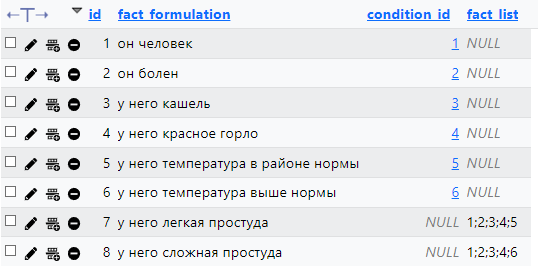 id fact_formulation condition_id fact_list
1 он человек 1 NULL
2 он болен 2 NULL
3 у него кашель 3 NULL
4 у него красное горло 4 NULL
5 у него температура в районе нормы 5 NULL
6 у него температура выше нормы 6 NULL
7 у него легкая простуда NULL 1;2;3;4;5
8 у него сложная простуда NULL 1;2;3;4;6